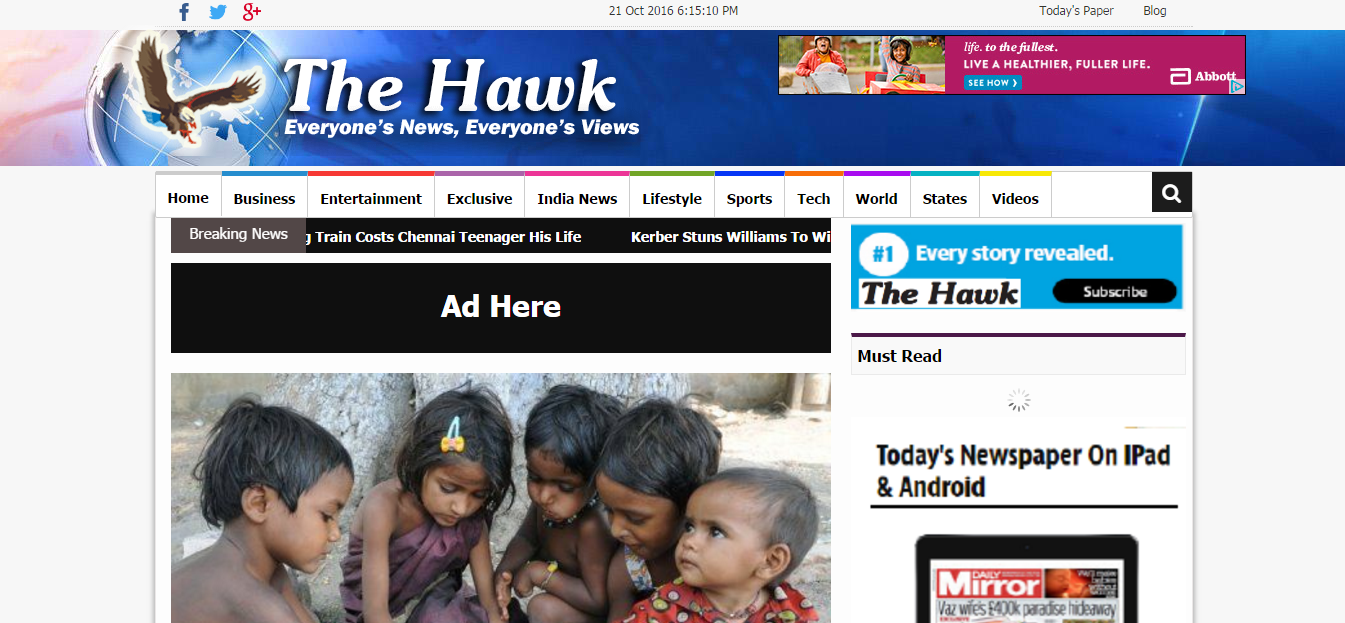 21 Oct 2016 6:15:10 PM
Today's Paper
Blog
The Hawk
Everyone's News, Everyone's Views
life. to the fullest.
LIVE A HEALTHIER, FULLER LIFE.
SEE HOW
Abbott
Home
Business
Entertainment
Exclusive
India News
Lifestyle
Sports
Tech
World
States
Videos
Breaking News
g Train Costs Chennai Teenager His Life
Kerber Stuns Williams To Wi
#1 Every story revealed.
The Hawk
Subscribe
Ad Here
Must Read
Today's Newspaper On IPad
& Android
DAILY
Mirror
Vaz wife's £400k paradise hideaway